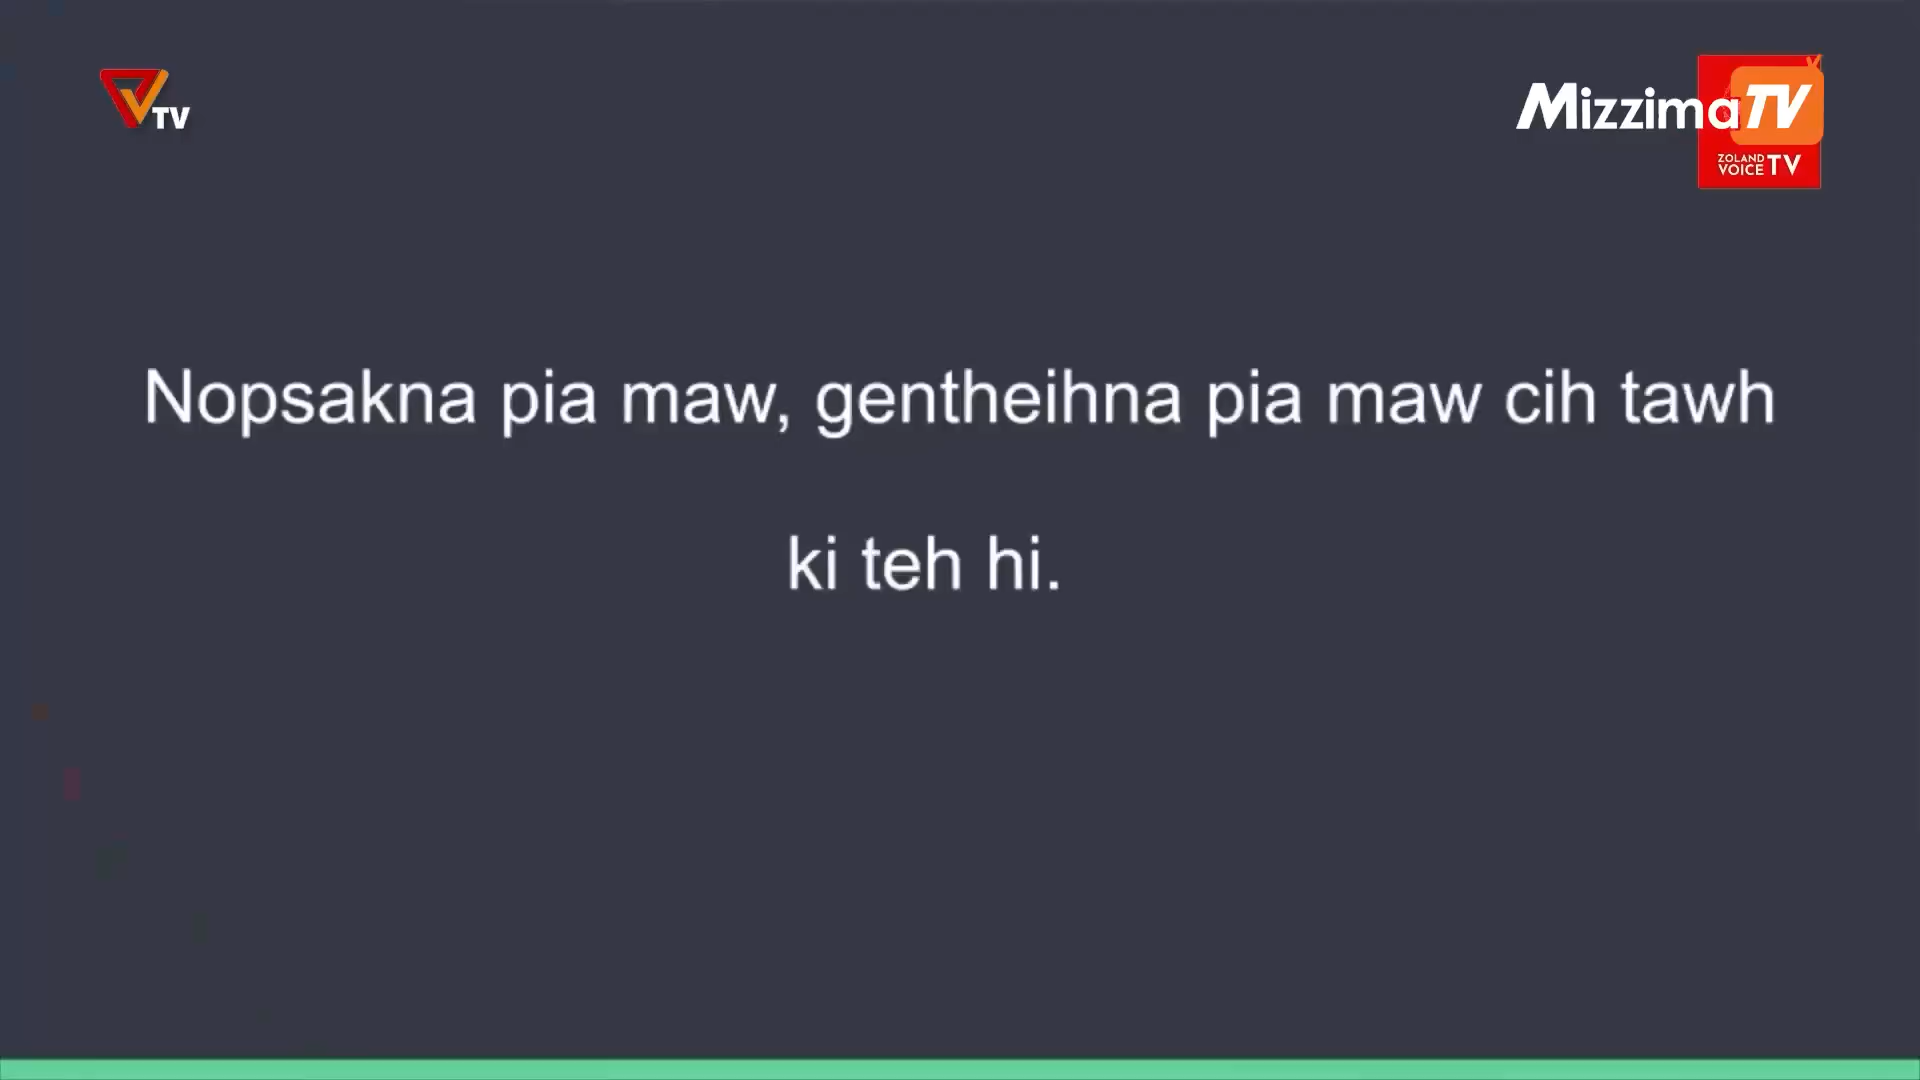 TV
MizzimaTV
ZOLAND
VOICE TV
Nopsakna pia maw, gentheihna pia maw cih tawh
ki teh hi.